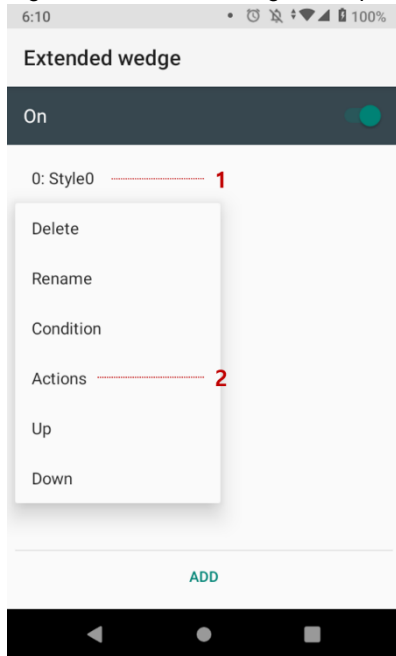 6:10 100%
Extended wedge
On
0: Style0 1
Delete
Rename
Condition
Actions 2
Up
Down
ADD